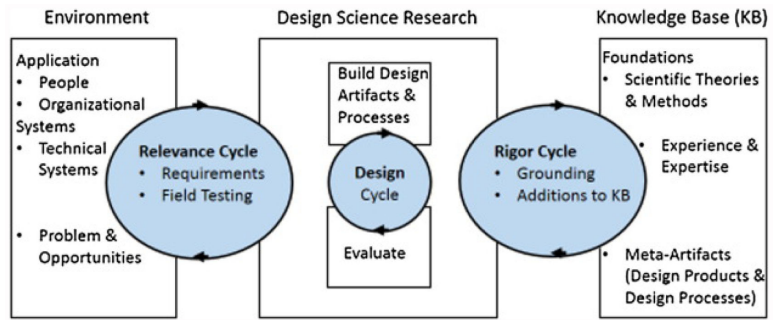 Environment
Design Science Research
Knowledge Base (KB)
Application
• People
• Organizational
Systems
• Technical
Systems
• Problem &
Opportunities
Relevance Cycle
• Requirements
• Field Testing
Build Design
Artifacts &
Processes
Design
Cycle
Evaluate
Rigor Cycle
• Grounding
• Additions to KB
Foundations
• Scientific Theories
& Methods
• Experience &
Expertise
• Meta-Artifacts
(Design Products &
Design Processes)